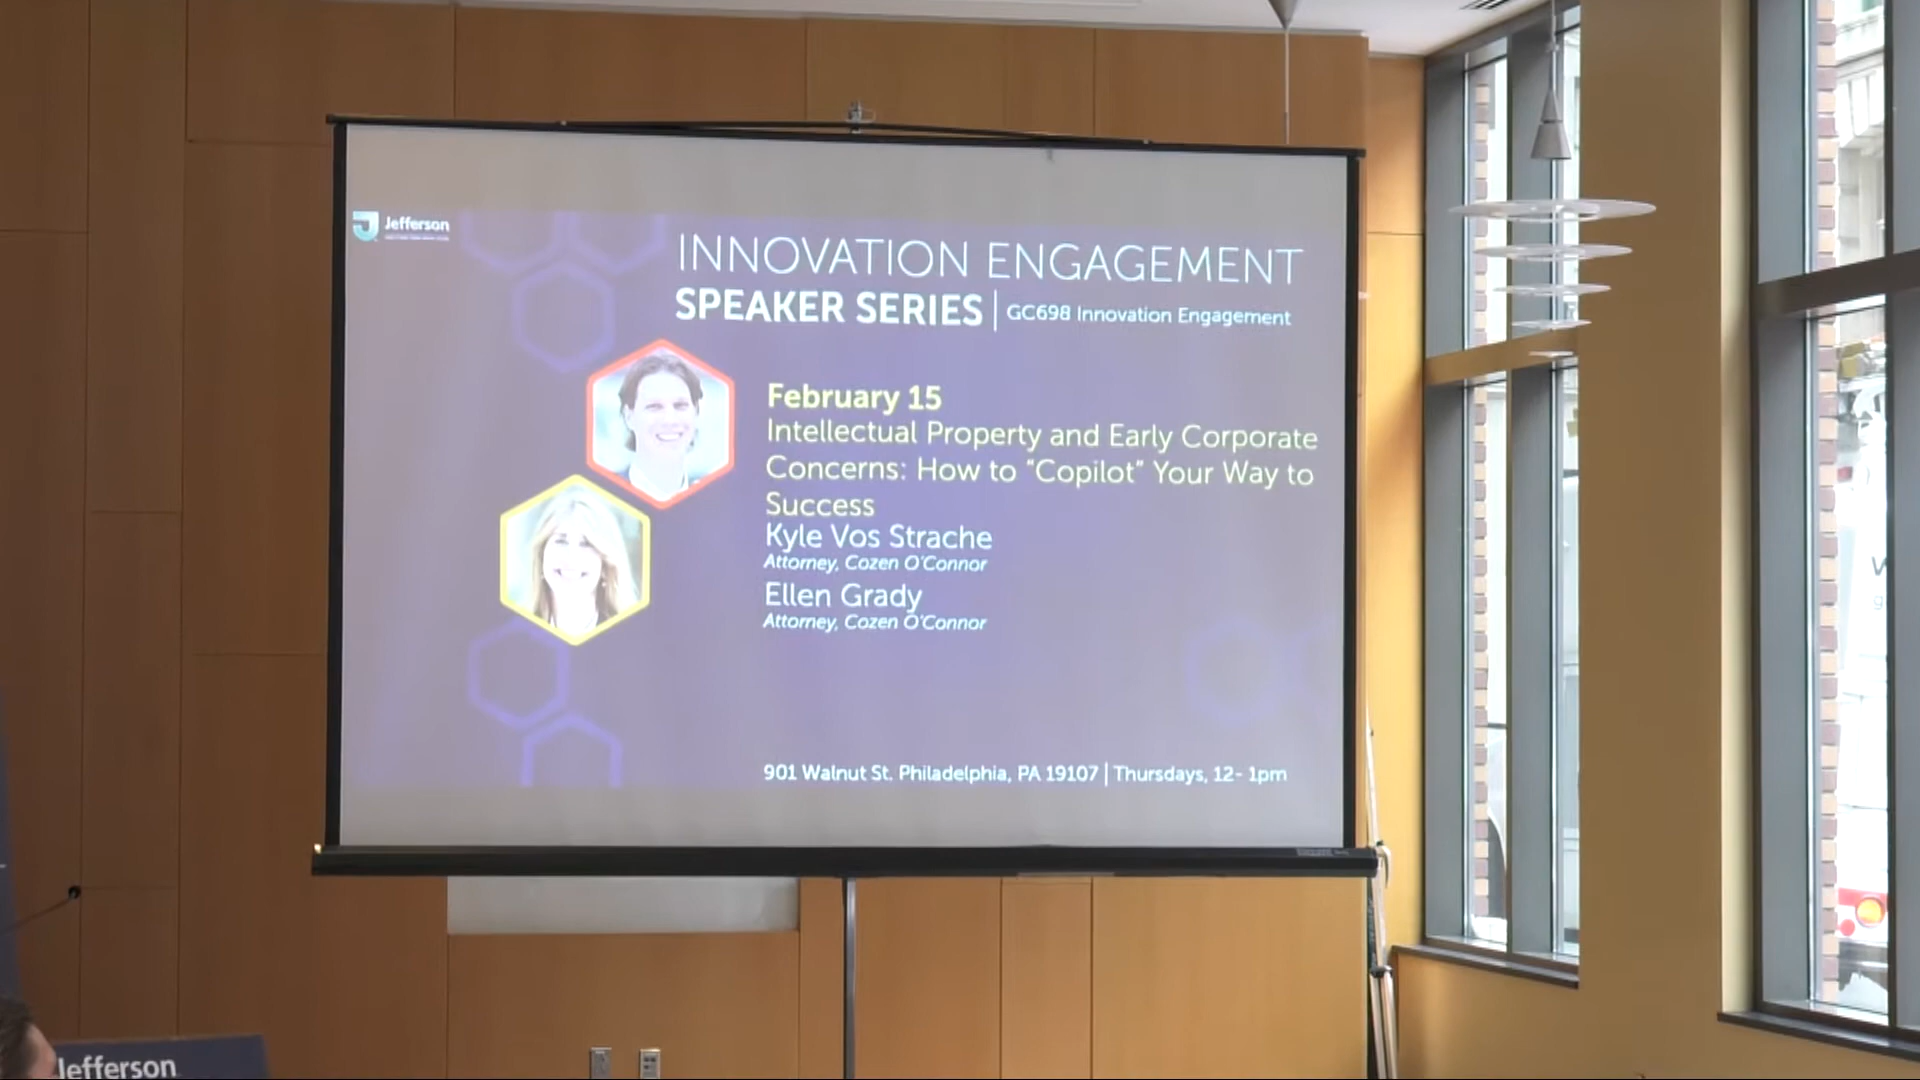 Jefferson
INNOVATION ENGAGEMENT
SPEAKER SERIES | GC698 Innovation Engagement
February 15
Intellectual Property and Early Corporate
Concerns: How to “Copilot” Your Way to
Success
Kyle Vos Strache
Attorney, Cozen O'Connor
Ellen Grady
Attorney, Cozen O'Connor
901 Walnut St. Philadelphia, PA 19107 | Thursdays, 12- 1pm
Jefferson